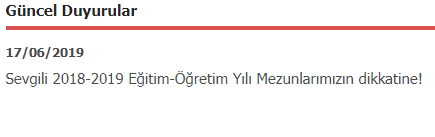 Güncel Duyurular
17/06/2019
Sevgili 2018-2019 Eğitim-Öğretim Yılı Mezunlarımızın dikkatine!